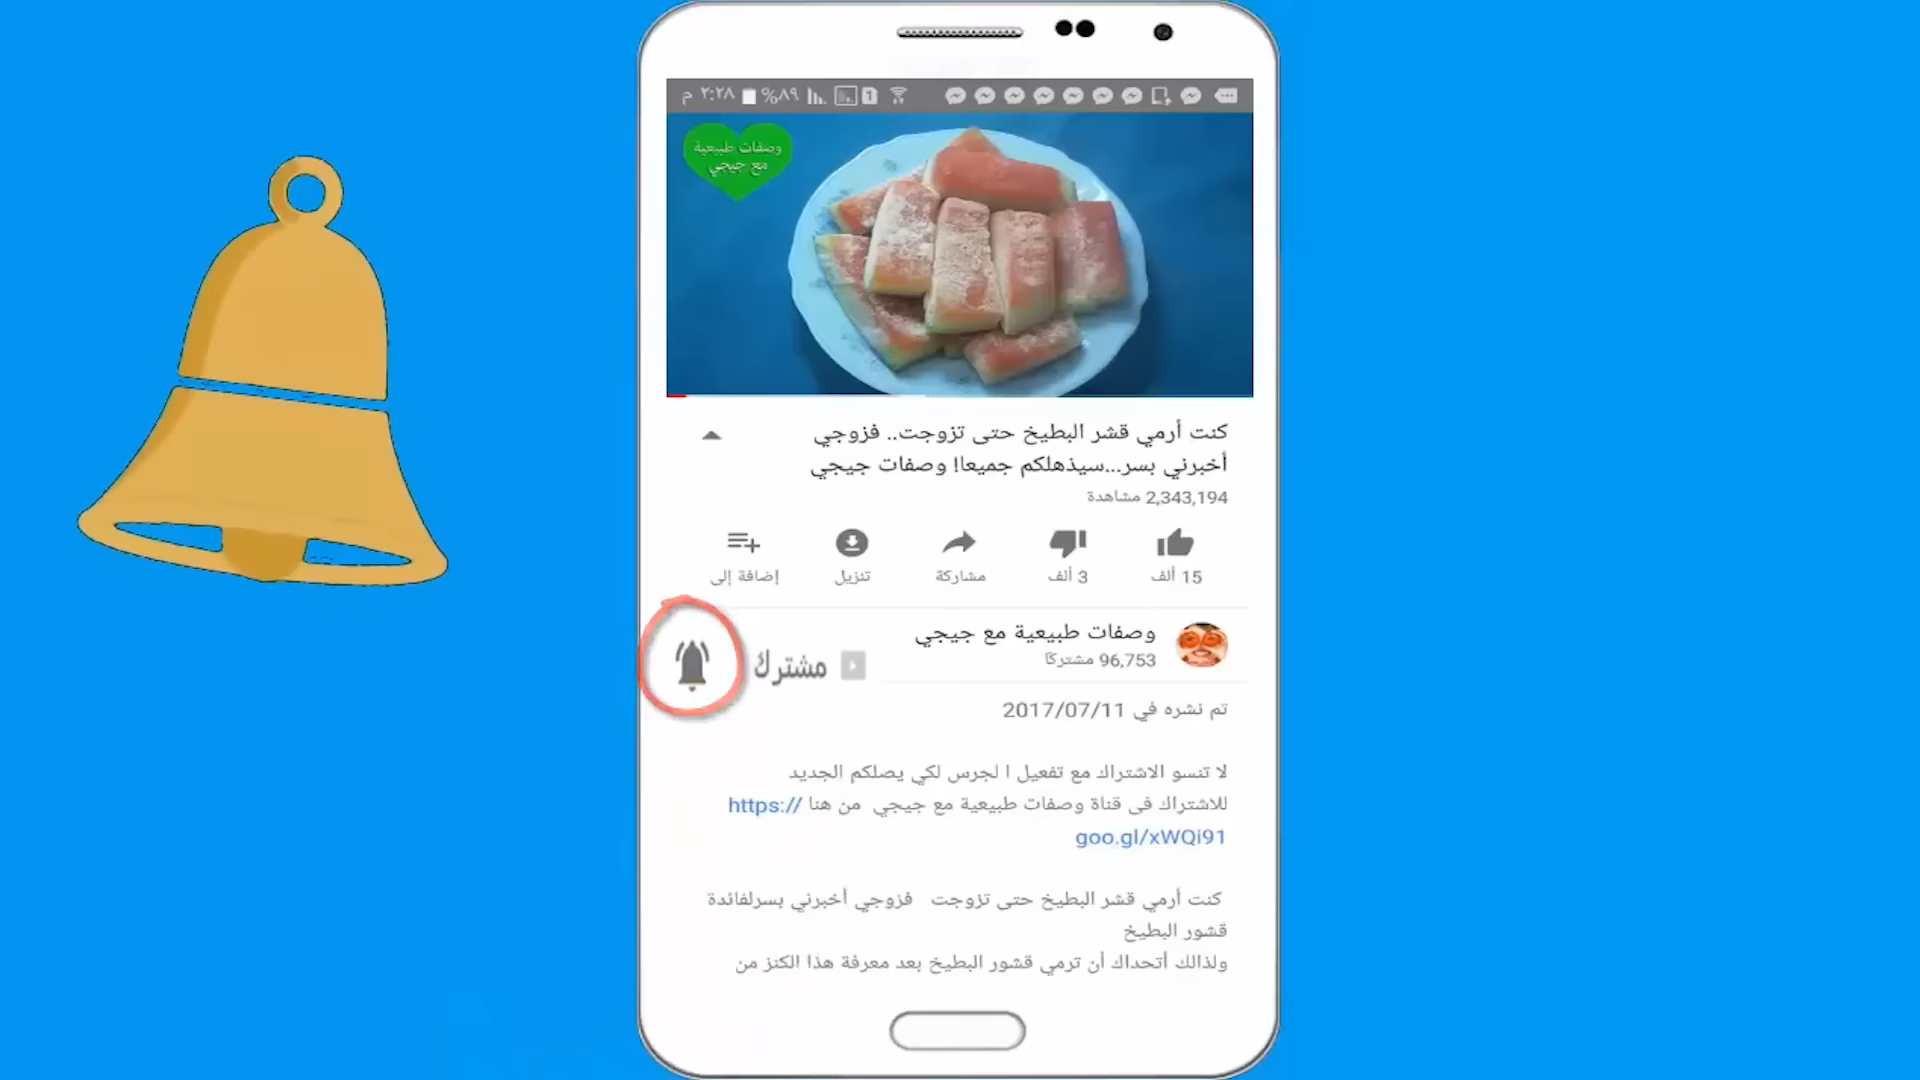 م ٢:٢٨ %٨٩ 1
وصفات طبيعية
مع جيجي
كنت أرمي قشر البطيخ حتى تزوجت.. فزوجي
أخبرني بسر...سيذهلكم جميعا! وصفات جيجي
2,343,194 مشاهدة
15 ألف
3 ألف
مشاركة
تنزيل
إضافة إلى
وصفات طبيعية مع جيجي
96,753 مشتركًا
مشترك
تم نشره في 2017/07/11
لا تنسو الاشتراك مع تفعيل ا لجرس لكي يصلكم الجديد
للاشتراك فى قناة وصفات طبيعية مع جيجي من هنا https://
goo.gl/xWQi91
كنت أرمي قشر البطيخ حتى تزوجت فزوجي أخبرني بسرلفائدة
قشور البطيخ
ولذالك أتحداك أن ترمي قشور البطيخ بعد معرفة هذا الكنز من